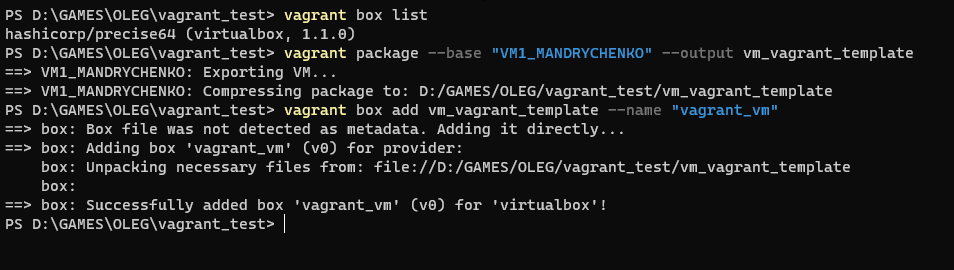 PS D:\GAMES\OLEG\vagrant_test> vagrant box list
hashicorp/precise64 (virtualbox, 1.1.0)
PS D:\GAMES\OLEG\vagrant_test> vagrant package --base "VM1_MANDRYCHENKO" --output vm_vagrant_template
==> VM1_MANDRYCHENKO: Exporting VM...
==> VM1_MANDRYCHENKO: Compressing package to: D:/GAMES/OLEG/vagrant_test/vm_vagrant_template
PS D:\GAMES\OLEG\vagrant_test> vagrant box add vm_vagrant_template --name "vagrant_vm"
==> box: Box file was not detected as metadata. Adding it directly...
==> box: Adding box 'vagrant_vm' (v0) for provider:
    box: Unpacking necessary files from: file://D:/GAMES/OLEG/vagrant_test/vm_vagrant_template
    box:
==> box: Successfully added box 'vagrant_vm' (v0) for 'virtualbox'!
PS D:\GAMES\OLEG\vagrant_test>